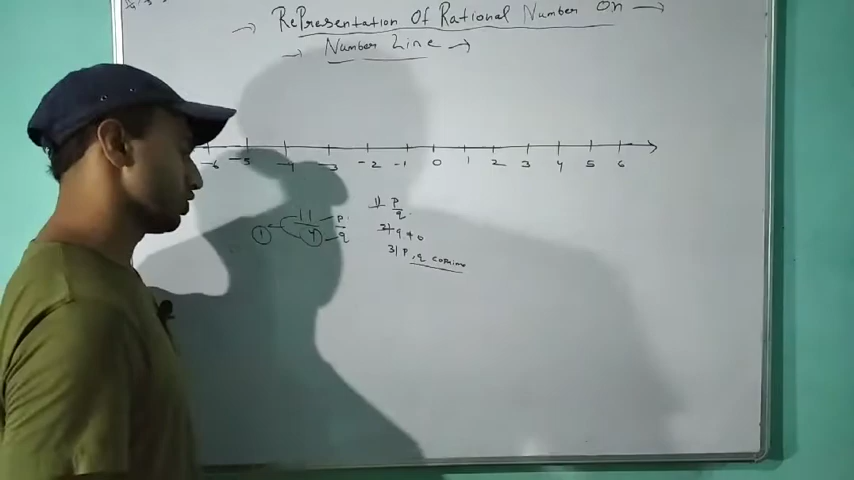 → Representation Of Rational Number On →
→ Number Line →
-6 -5 -4 -3 -2 -1 0 1 2 3 4 5 6
11 p 1) p
① 4 q q
2) q ≠ 0
3) p, q coprime